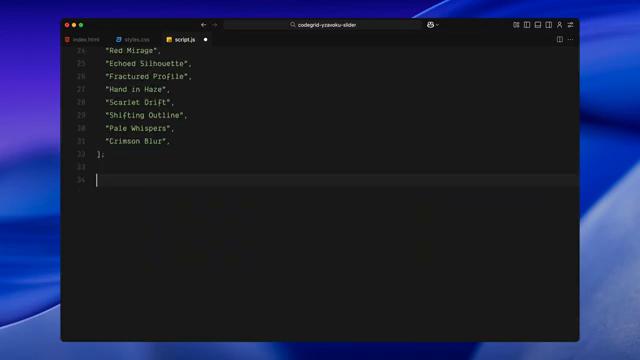 codegrid-yzavoku-slider
index.html
styles.css
script.js
24 "Red Mirage",
25 "Echoed Silhouette",
26 "Fractured Profile",
27 "Hand in Haze",
28 "Scarlet Drift",
29 "Shifting Outline",
30 "Pale Whispers",
31 "Crimson Blur",
32 ];
33
34